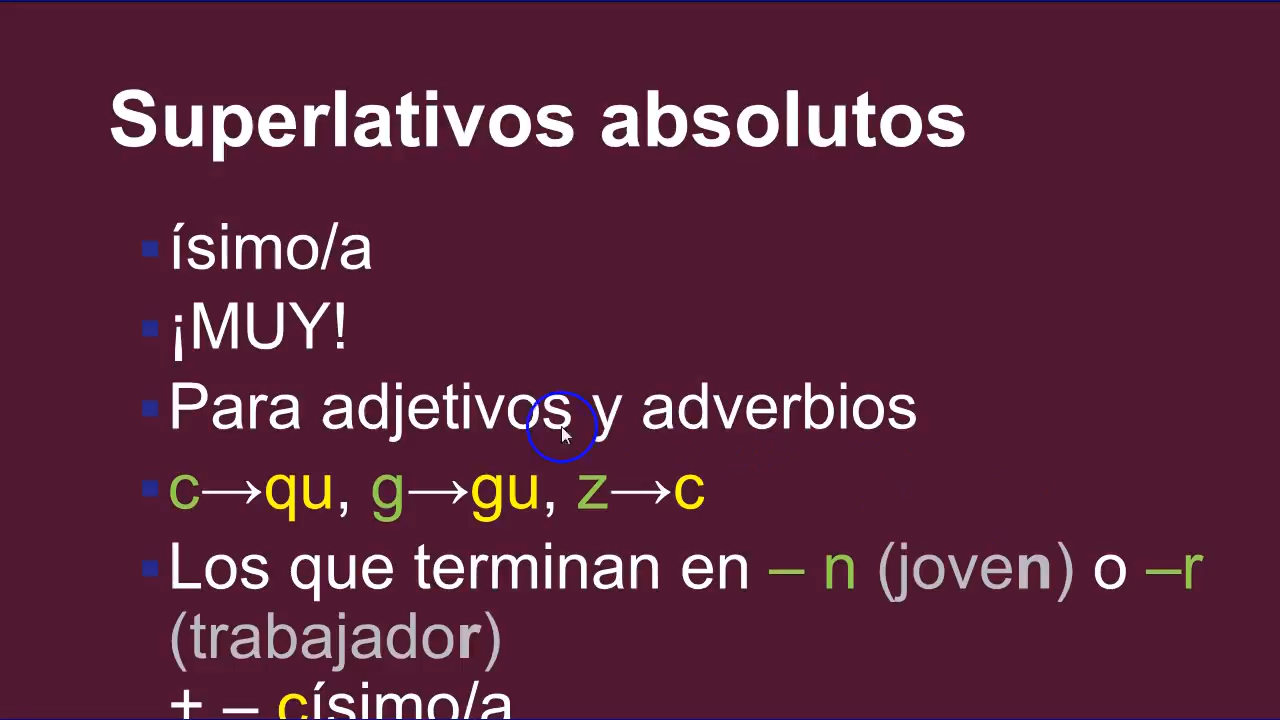 Superlativos absolutos
▪ísimo/a
▪¡MUY!
▪Para adjetivos y adverbios
▪c→qu, g→gu, z→c
▪Los que terminan en – n (joven) o –r
(trabajador)
+ – císimo/a